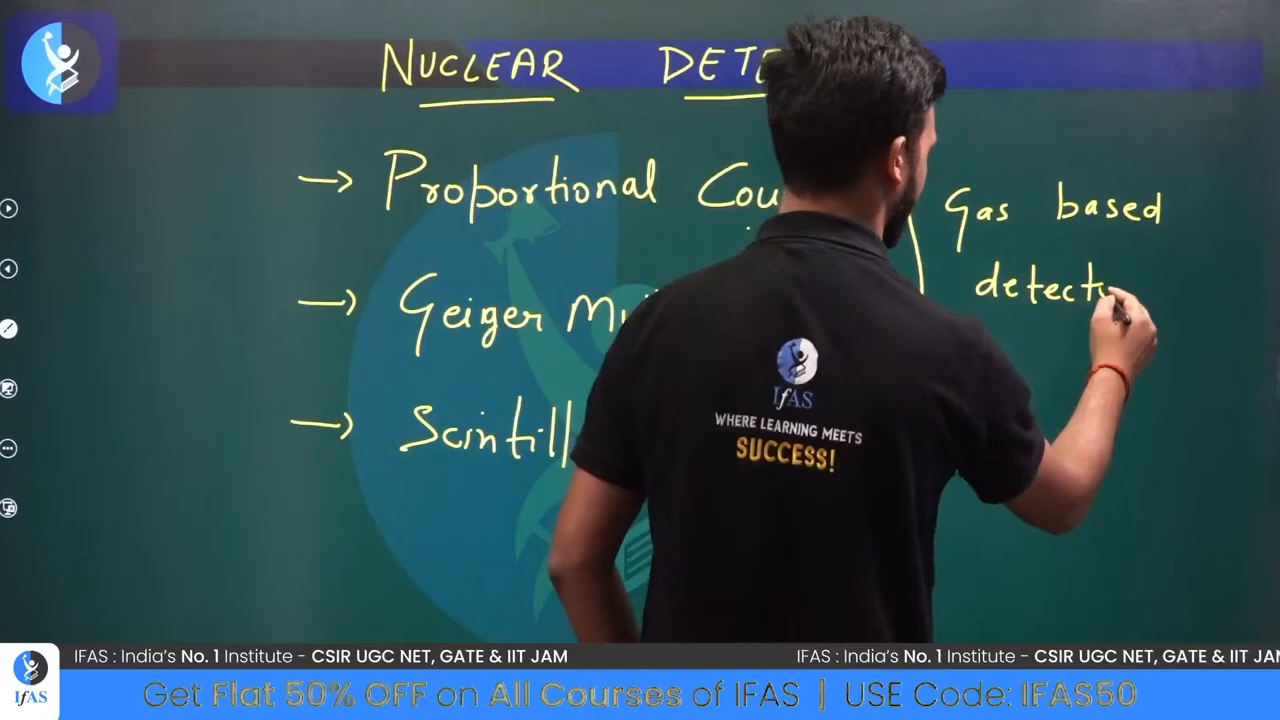 NUCLEAR DETE
→ Proportional Cou
Gas based
detect
→ Geiger Mu
→ Scintill
IfAS
WHERE LEARNING MEETS
SUCCESS!
IFAS : India's No. 1 Institute - CSIR UGC NET, GATE & IIT JAM
IFAS : India's No. 1 Institute - CSIR UGC NET, GATE & IIT JAM
IfAS
Get Flat 50% OFF on All Courses of IFAS | USE Code: IFAS50